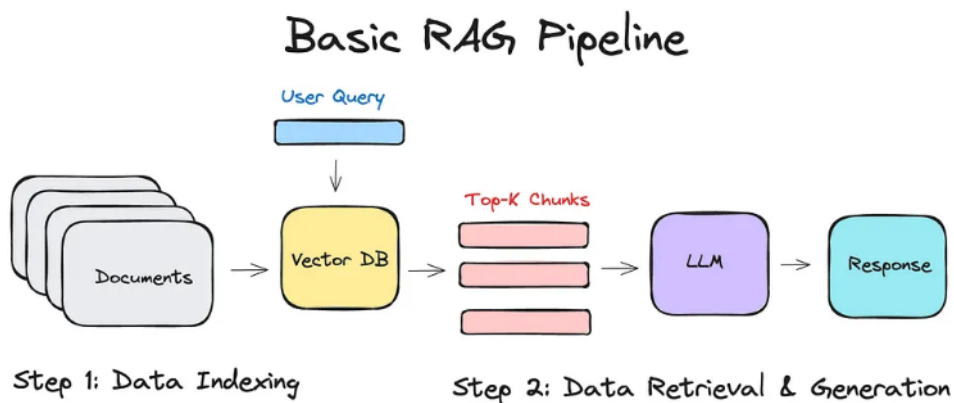 Basic RAG Pipeline
User Query
Top-K Chunks
Documents
Vector DB
LLM
Response
Step 1: Data Indexing
Step 2: Data Retrieval & Generation